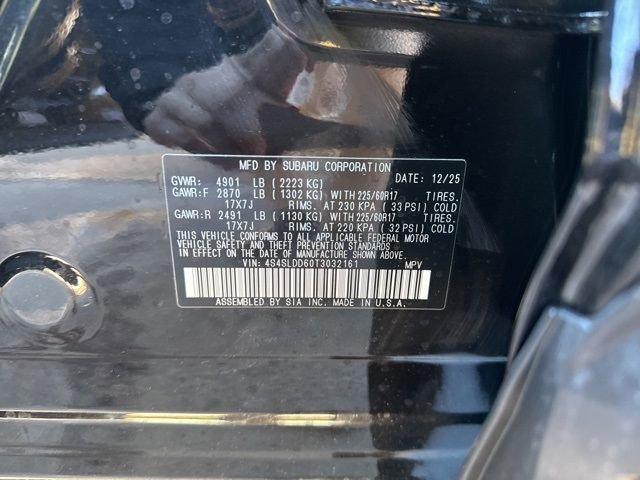 MFD BY SUBARU CORPORATION
GVWR: 4901 LB ( 2223 KG) DATE: 12/25
GAWR:F 2870 LB ( 1302 KG) WITH 225/60R17 TIRES.
17X7J RIMS. AT 230 KPA ( 33 PSI) COLD
GAWR:R 2491 LB ( 1130 KG) WITH 225/60R17 TIRES.
17X7J RIMS. AT 220 KPA ( 32 PSI) COLD
THIS VEHICLE CONFORMS TO ALL APPLICABLE FEDERAL MOTOR
VEHICLE SAFETY AND THEFT PREVENTION STANDARDS
IN EFFECT ON THE DATE OF MANUFACTURE SHOWN ABOVE.
VIN: 4S4SLDD60T3032161 MPV
ASSEMBLED BY SIA INC. MADE IN U.S.A.